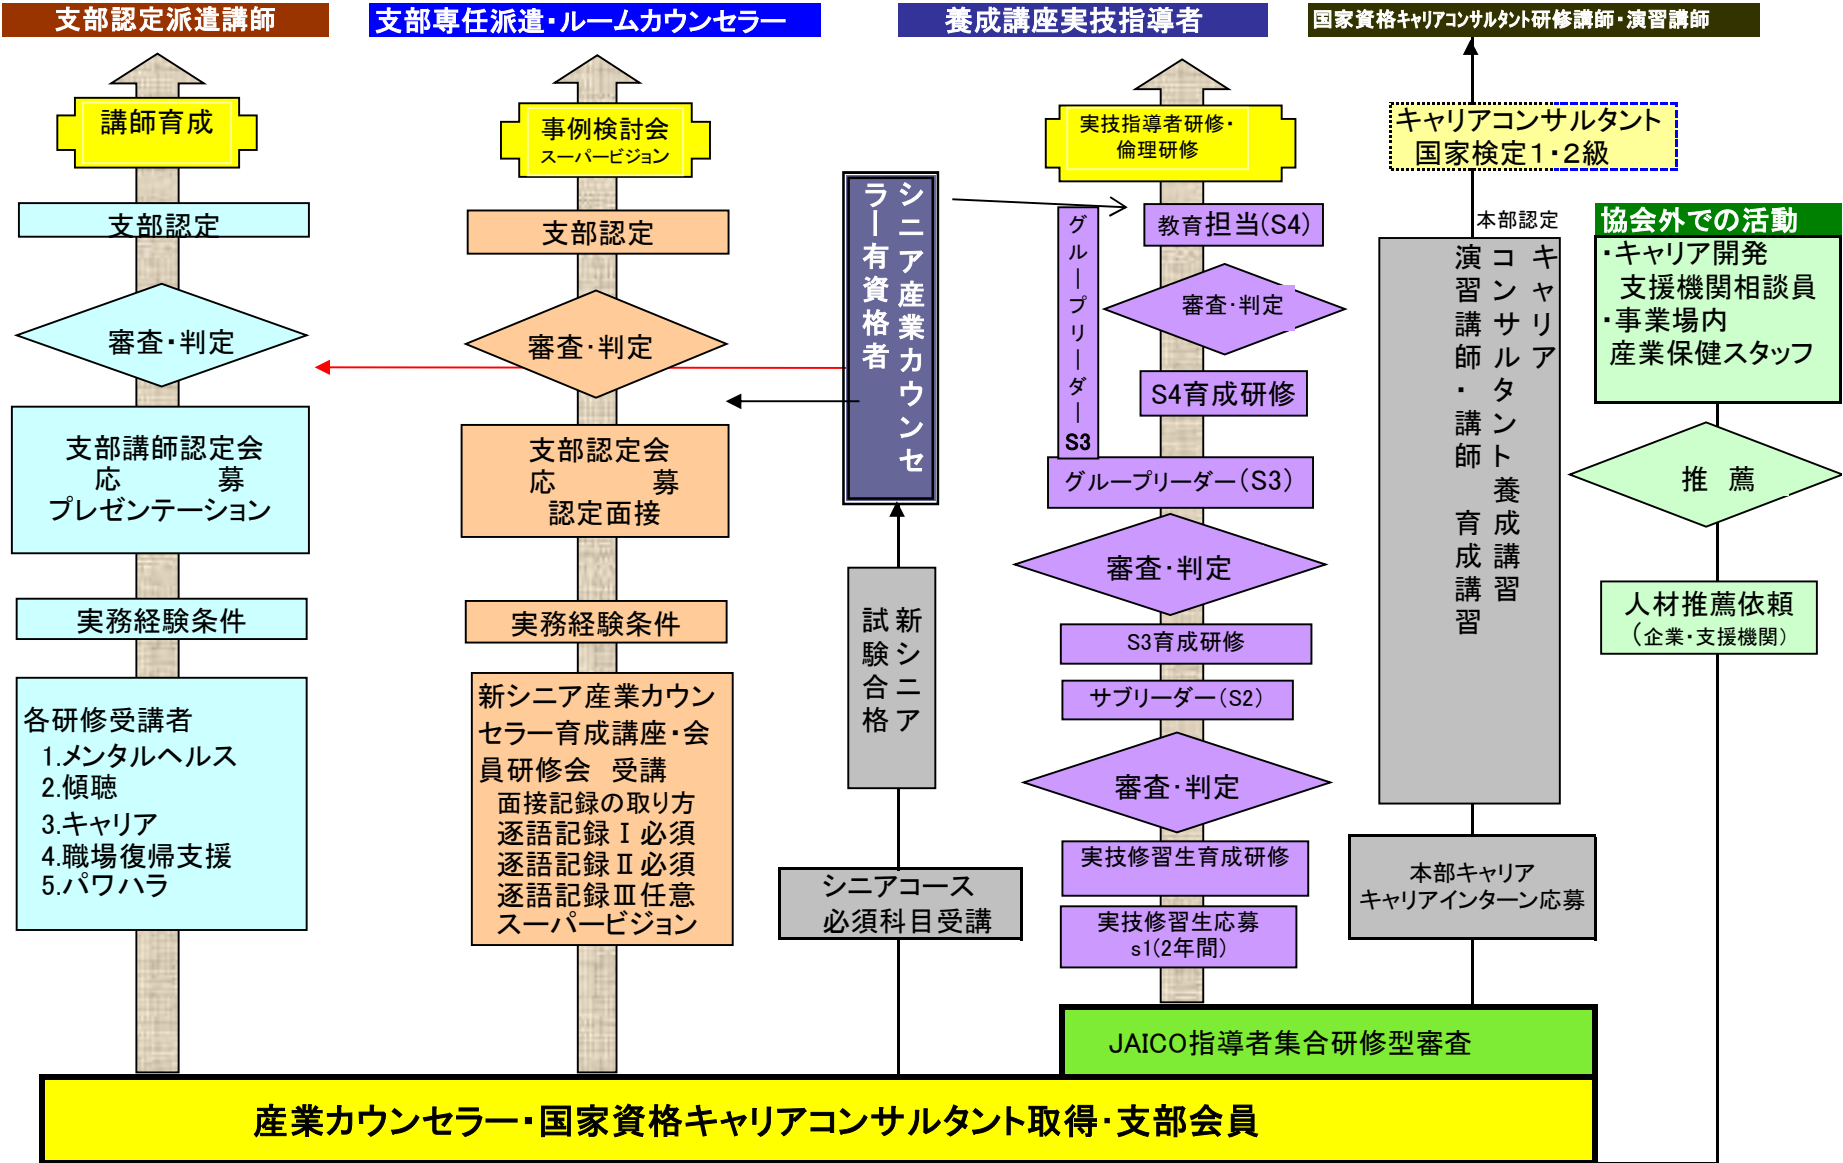 支部認定派遣講師
講師育成
支部認定
審査・判定
支部講師認定会
応　　　募
プレゼンテーション
実務経験条件
各研修受講者
1.メンタルヘルス
2.傾聴
3.キャリア
4.職場復帰支援
5.パワハラ
支部専任派遣・ルームカウンセラー
事例検討会
スーパービジョン
支部認定
審査・判定
支部認定会
応　　　募
認定面接
実務経験条件
新シニア産業カウン
セラー育成講座・会
員研修会　受講
面接記録の取り方
逐語記録Ⅰ必須
逐語記録Ⅱ必須
逐語記録Ⅲ任意
スーパービジョン
シニア産業カウンセ
ラー有資格者
新シニア
試験合格
シニアコース
必須科目受講
養成講座実技指導者
実技指導者研修・
倫理研修
グループリーダーS3
教育担当(S4)
審査・判定
S4育成研修
グループリーダー(S3)
審査・判定
S3育成研修
サブリーダー(S2)
審査・判定
実技修習生育成研修
実技修習生応募
s1(2年間)
国家資格キャリアコンサルタント研修講師・演習講師
キャリアコンサルタント
国家検定1・2級
本部認定
キャリア
コンサルタント養成講習
演習講師・講師　育成講習
本部キャリア
キャリアインターン応募
協会外での活動
・キャリア開発
支援機関相談員
・事業場内
産業保健スタッフ
推　薦
人材推薦依頼
(企業・支援機関)
JAICO指導者集合研修型審査
産業カウンセラー・国家資格キャリアコンサルタント取得・支部会員